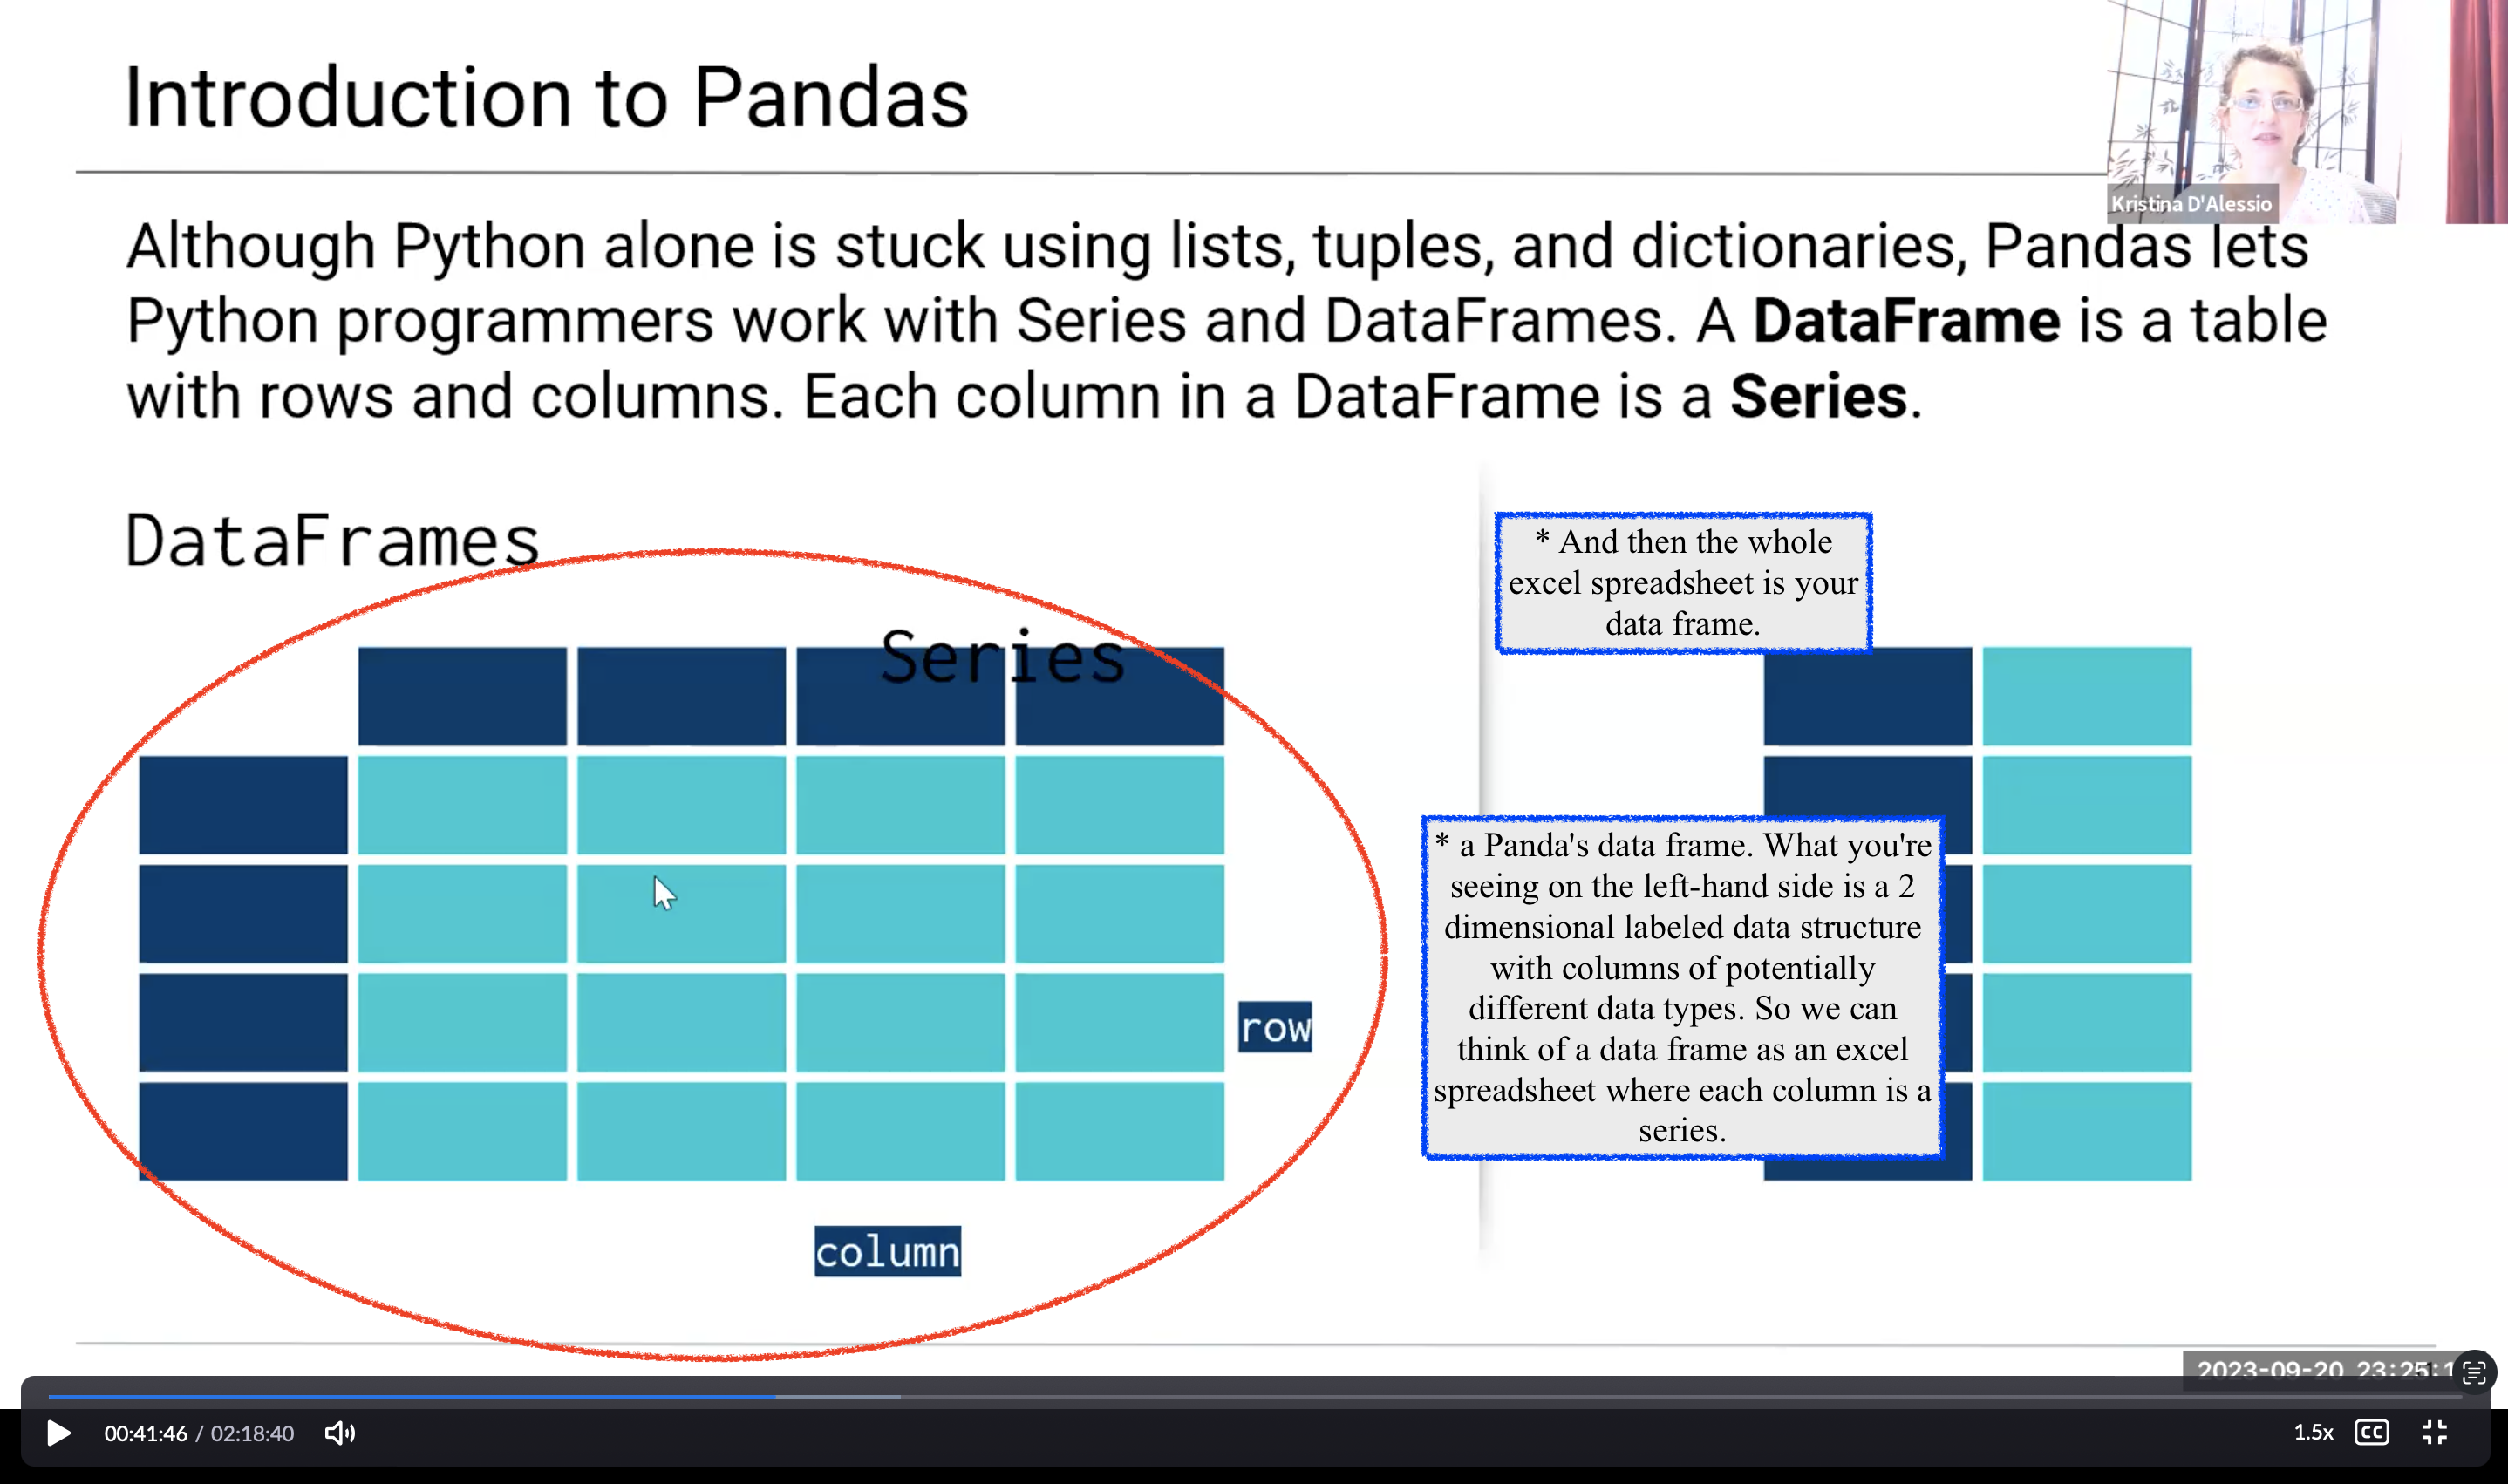 Introduction to Pandas
Kristina D'Alessio
Although Python alone is stuck using lists, tuples, and dictionaries, Pandas lets
Python programmers work with Series and DataFrames. A DataFrame is a table
with rows and columns. Each column in a DataFrame is a Series.
DataFrames
Series
row
column
* And then the whole
excel spreadsheet is your
data frame.
* a Panda's data frame. What you're
seeing on the left-hand side is a 2
dimensional labeled data structure
with columns of potentially
different data types. So we can
think of a data frame as an excel
spreadsheet where each column is a
series.
2023-09-20 23:25:1
00:41:46 / 02:18:40
1.5x
CC